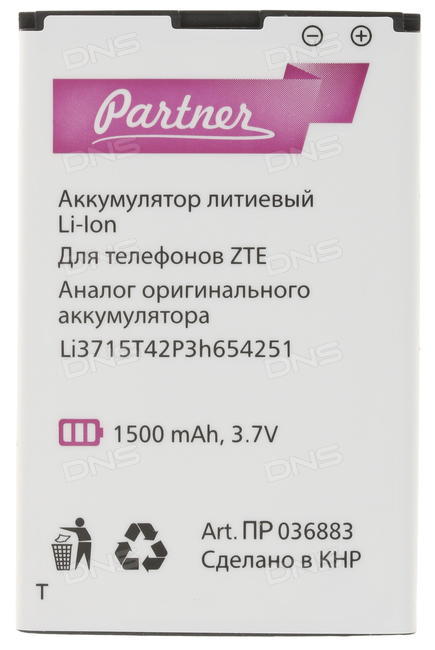 Partner
Аккумулятор литиевый
Li-Ion
Для телефонов ZTE
Аналог оригинального
аккумулятора
Li3715T42P3h654251
1500 mAh, 3.7V
Art. ПР 036883
Сделано в КНР
T
DNS